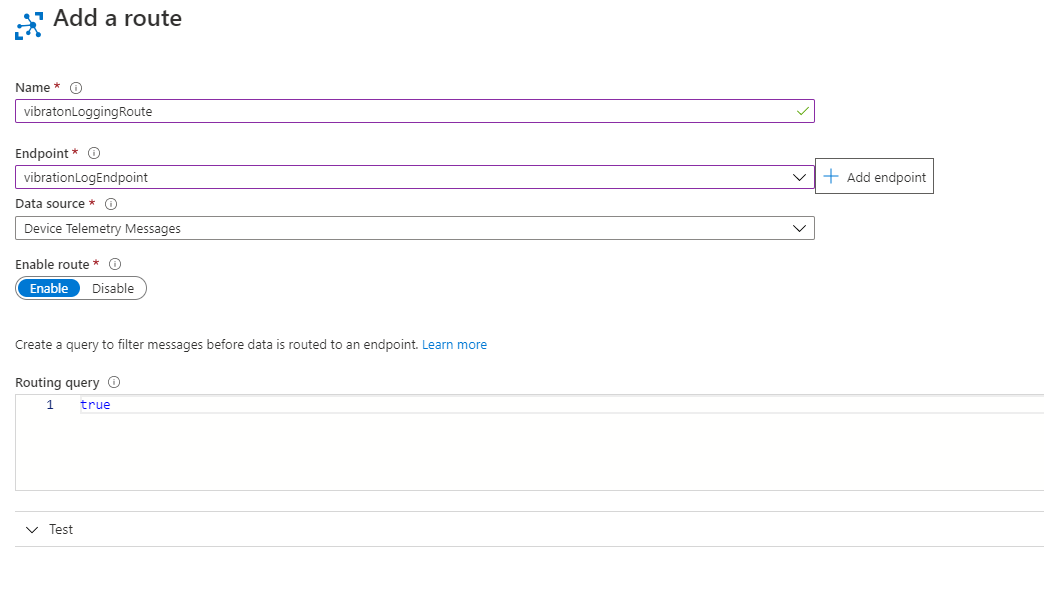 Add a route
Name *
vibratonLoggingRoute
Endpoint *
vibrationLogEndpoint
Add endpoint
Data source *
Device Telemetry Messages
Enable route *
Enable Disable
Create a query to filter messages before data is routed to an endpoint. Learn more
Routing query
1 true
Test